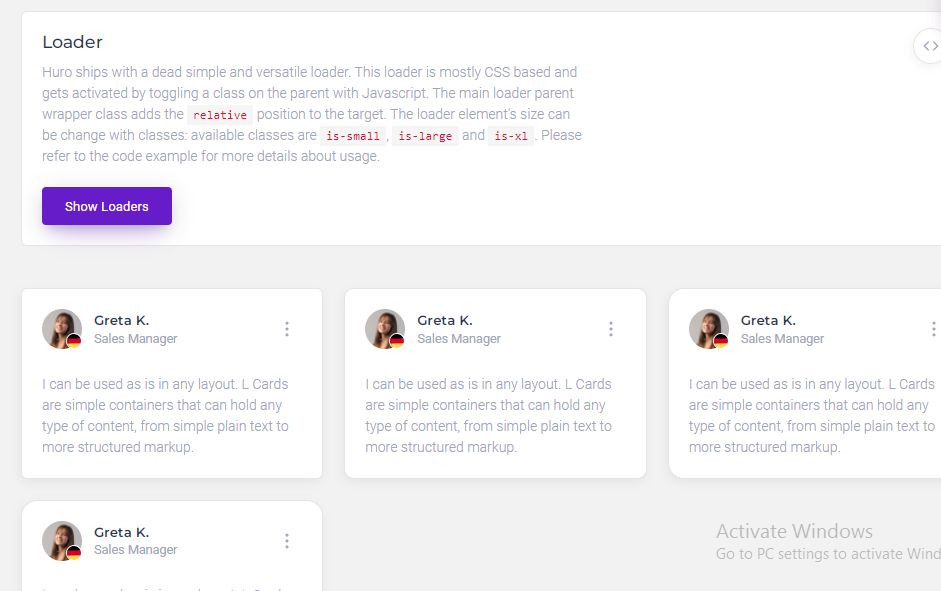 Loader
Huro ships with a dead simple and versatile loader. This loader is mostly CSS based and
gets activated by toggling a class on the parent with Javascript. The main loader parent
wrapper class adds the relative position to the target. The loader element's size can
be change with classes: available classes are is-small, is-large and is-xl. Please
refer to the code example for more details about usage.
Show Loaders
Greta K.
Sales Manager
I can be used as is in any layout. L Cards
are simple containers that can hold any
type of content, from simple plain text to
more structured markup.
Greta K.
Sales Manager
I can be used as is in any layout. L Cards
are simple containers that can hold any
type of content, from simple plain text to
more structured markup.
Greta K.
Sales Manager
I can be used as is in any layout. L Cards
are simple containers that can hold any
type of content, from simple plain text to
more structured markup.
Greta K.
Sales Manager
Activate Windows
Go to PC settings to activate Wind